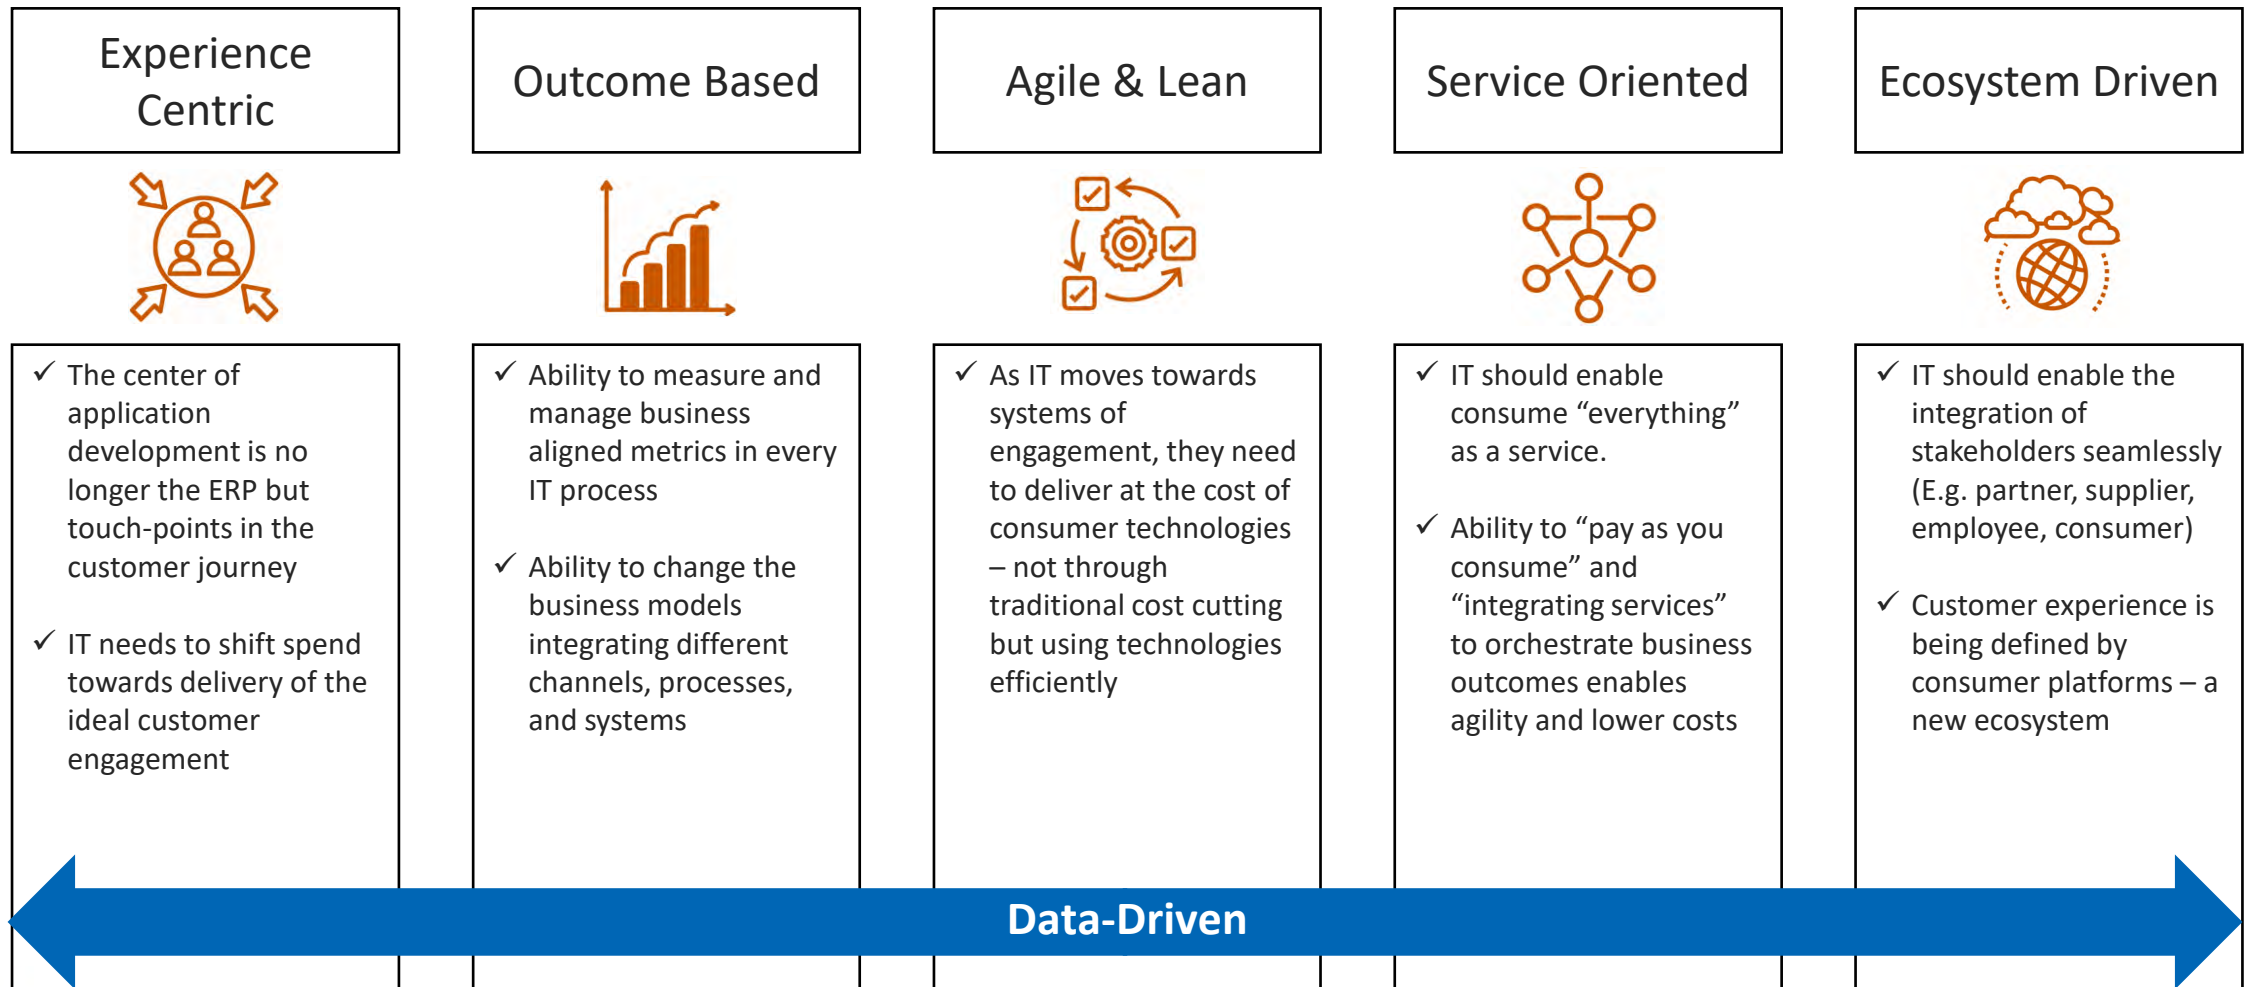 Experience
Centric
Outcome Based
Agile & Lean
Service Oriented
Ecosystem Driven
✓ The center of
application
development is no
longer the ERP but
touch-points in the
customer journey
✓ IT needs to shift spend
towards delivery of the
ideal customer
engagement
✓ Ability to measure and
manage business
aligned metrics in every
IT process
✓ Ability to change the
business models
integrating different
channels, processes,
and systems
✓ As IT moves towards
systems of
engagement, they need
to deliver at the cost of
consumer technologies
– not through
traditional cost cutting
but using technologies
efficiently
✓ IT should enable
consume “everything”
as a service.
✓ Ability to “pay as you
consume” and
“integrating services”
to orchestrate business
outcomes enables
agility and lower costs
✓ IT should enable the
integration of
stakeholders seamlessly
(E.g. partner, supplier,
employee, consumer)
✓ Customer experience is
being defined by
consumer platforms – a
new ecosystem
Data-Driven